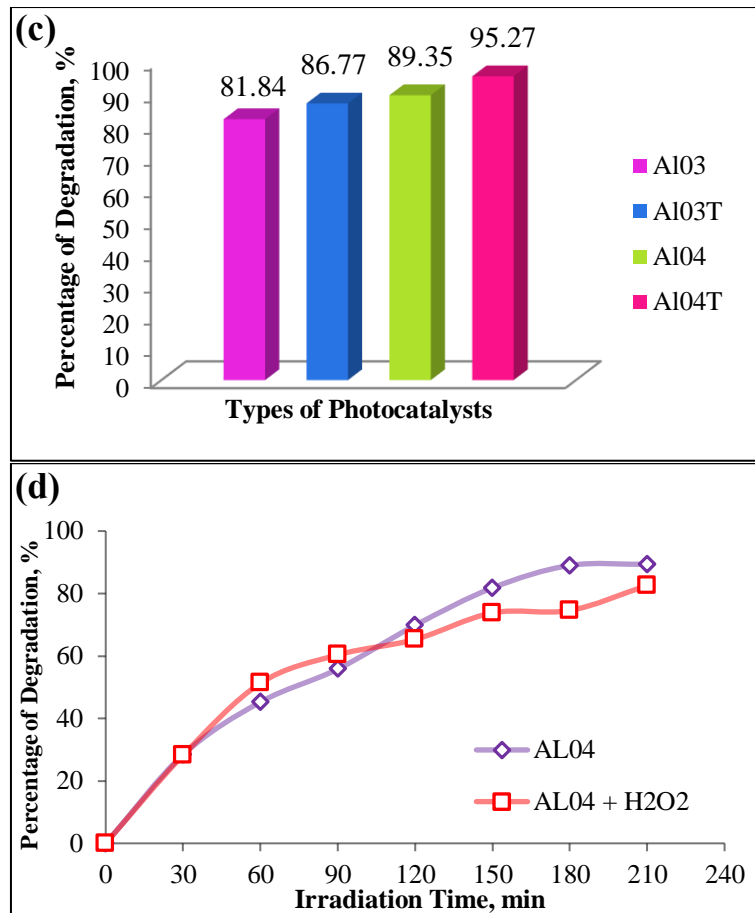 (c)
Percentage of Degradation, %
100
90
80
70
60
50
40
30
20
10
0
81.84
86.77
89.35
95.27
Types of Photocatalysts
Al03
Al03T
Al04
Al04T
(d)
Percentage of Degradation, %
100
80
60
40
20
0
0 30 60 90 120 150 180 210 240
Irradiation Time, min
AL04
AL04 + H2O2